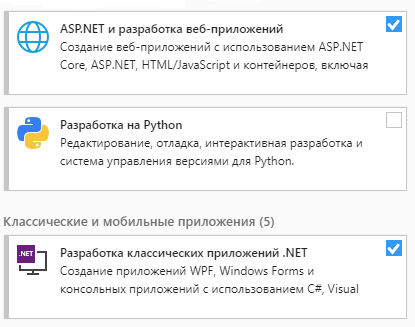 ASP.NET и разработка веб-приложений
Создание веб-приложений с использованием ASP.NET
Core, ASP.NET, HTML/JavaScript и контейнеров, включая
Разработка на Python
Редактирование, отладка, интерактивная разработка и
система управления версиями для Python.
Классические и мобильные приложения (5)
.NET
Разработка классических приложений .NET
Создание приложений WPF, Windows Forms и
консольных приложений с использованием C#, Visual